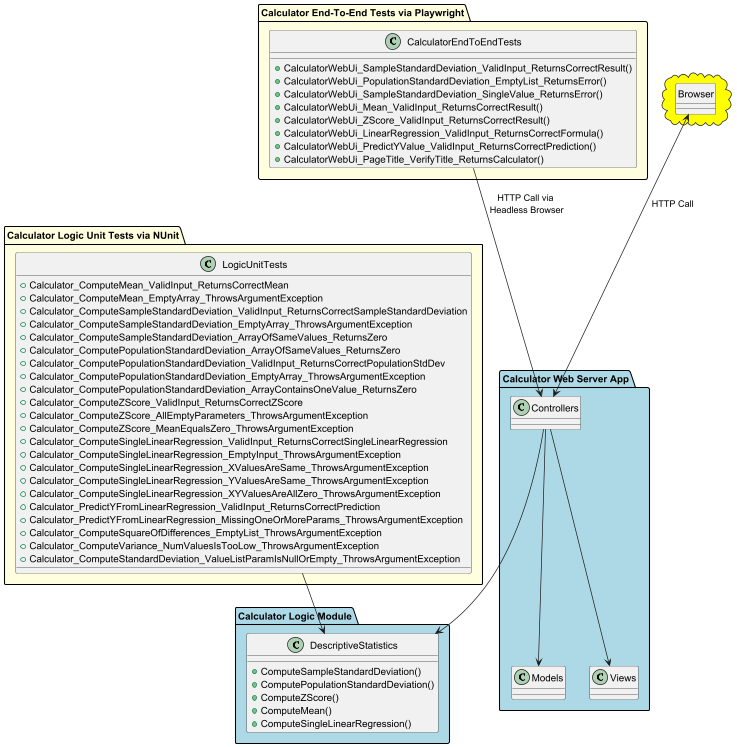 Calculator End-To-End Tests via Playwright
C CalculatorEndToEndTests
CalculatorWebUi_SampleStandardDeviation_ValidInput_ReturnsCorrectResult()
CalculatorWebUi_PopulationStandardDeviation_EmptyList_ReturnsError()
CalculatorWebUi_SampleStandardDeviation_SingleValue_ReturnsError()
CalculatorWebUi_Mean_ValidInput_ReturnsCorrectResult()
CalculatorWebUi_ZScore_ValidInput_ReturnsCorrectResult()
CalculatorWebUi_LinearRegression_ValidInput_ReturnsCorrectFormula()
CalculatorWebUi_PredictYValue_ValidInput_ReturnsCorrectPrediction()
CalculatorWebUi_PageTitle_VerifyTitle_ReturnsCalculator()
Browser
HTTP Call via
Headless Browser
HTTP Call
Calculator Logic Unit Tests via NUnit
C LogicUnitTests
Calculator_ComputeMean_ValidInput_ReturnsCorrectMean
Calculator_ComputeMean_EmptyArray_ThrowsArgumentException
Calculator_ComputeSampleStandardDeviation_ValidInput_ReturnsCorrectSampleStandardDeviation
Calculator_ComputeSampleStandardDeviation_EmptyArray_ThrowsArgumentException
Calculator_ComputeSampleStandardDeviation_ArrayOfSameValues_ReturnsZero
Calculator_ComputePopulationStandardDeviation_ArrayOfSameValues_ReturnsZero
Calculator_ComputePopulationStandardDeviation_ValidInput_ReturnsCorrectPopulationStdDev
Calculator_ComputePopulationStandardDeviation_EmptyArray_ThrowsArgumentException
Calculator_ComputePopulationStandardDeviation_ArrayContainsOneValue_ReturnsZero
Calculator_ComputeZScore_ValidInput_ReturnsCorrectZScore
Calculator_ComputeZScore_AllEmptyParameters_ThrowsArgumentException
Calculator_ComputeZScore_MeanEqualsZero_ThrowsArgumentException
Calculator_ComputeSingleLinearRegression_ValidInput_ReturnsCorrectSingleLinearRegression
Calculator_ComputeSingleLinearRegression_EmptyInput_ThrowsArgumentException
Calculator_ComputeSingleLinearRegression_XValuesAreSame_ThrowsArgumentException
Calculator_ComputeSingleLinearRegression_YValuesAreSame_ThrowsArgumentException
Calculator_ComputeSingleLinearRegression_XYValuesAreAllZero_ThrowsArgumentException
Calculator_PredictYFromLinearRegression_ValidInput_ReturnsCorrectPrediction
Calculator_PredictYFromLinearRegression_MissingOneOrMoreParams_ThrowsArgumentException
Calculator_ComputeSquareOfDifferences_EmptyList_ThrowsArgumentException
Calculator_ComputeVariance_NumValuesIsTooLow_ThrowsArgumentException
Calculator_ComputeStandardDeviation_ValueListParamIsNullOrEmpty_ThrowsArgumentException
Calculator Web Server App
C Controllers
C Models
C Views
Calculator Logic Module
C DescriptiveStatistics
ComputeSampleStandardDeviation()
ComputePopulationStandardDeviation()
ComputeZScore()
ComputeMean()
ComputeSingleLinearRegression()